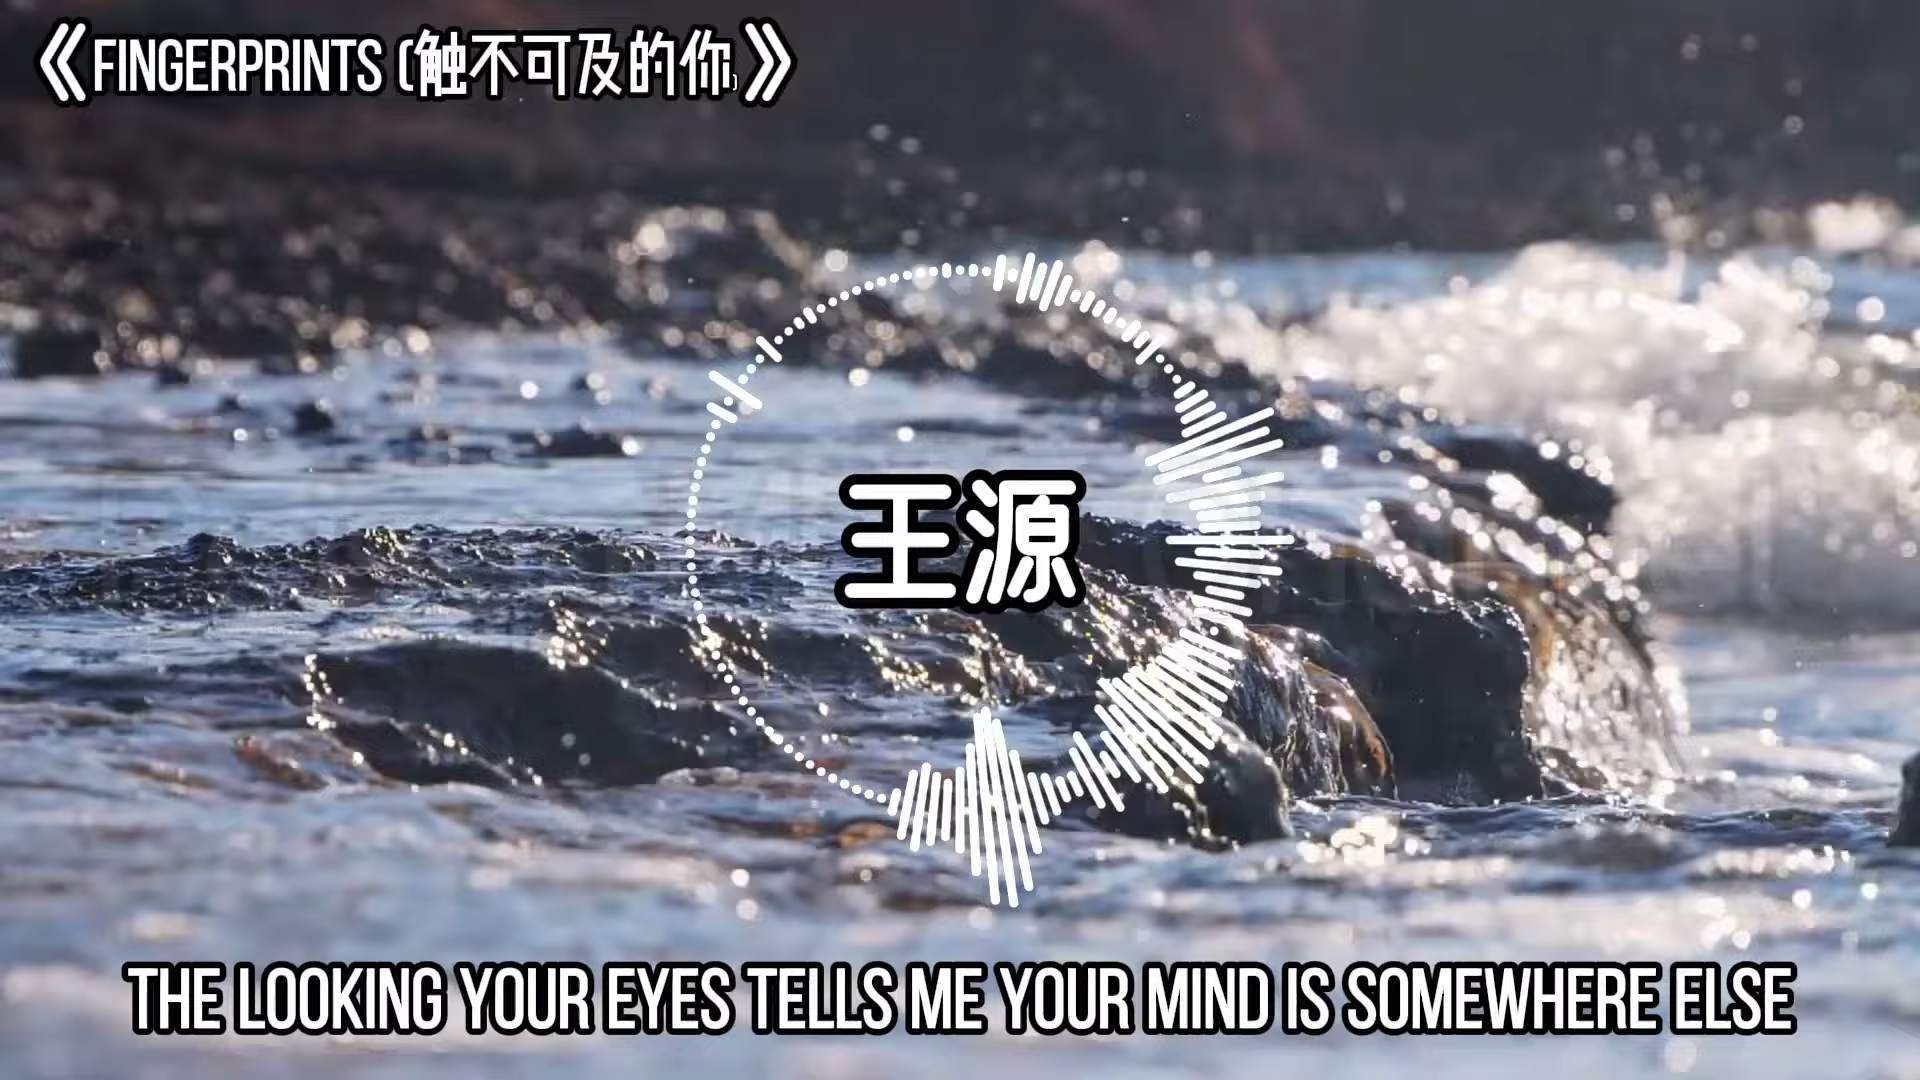 《FINGERPRINTS (触不可及的你)》
王源
THE LOOKING YOUR EYES TELLS ME YOUR MIND IS SOMEWHERE ELSE